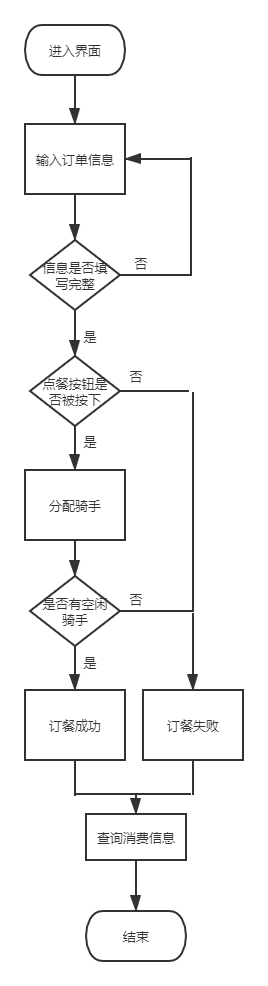 进入界面
输入订单信息
信息是否填
写完整
否
是
点餐按钮是
否被按下
否
是
分配骑手
是否有空闲
骑手
否
是
订餐成功
订餐失败
查询消费信息
结束